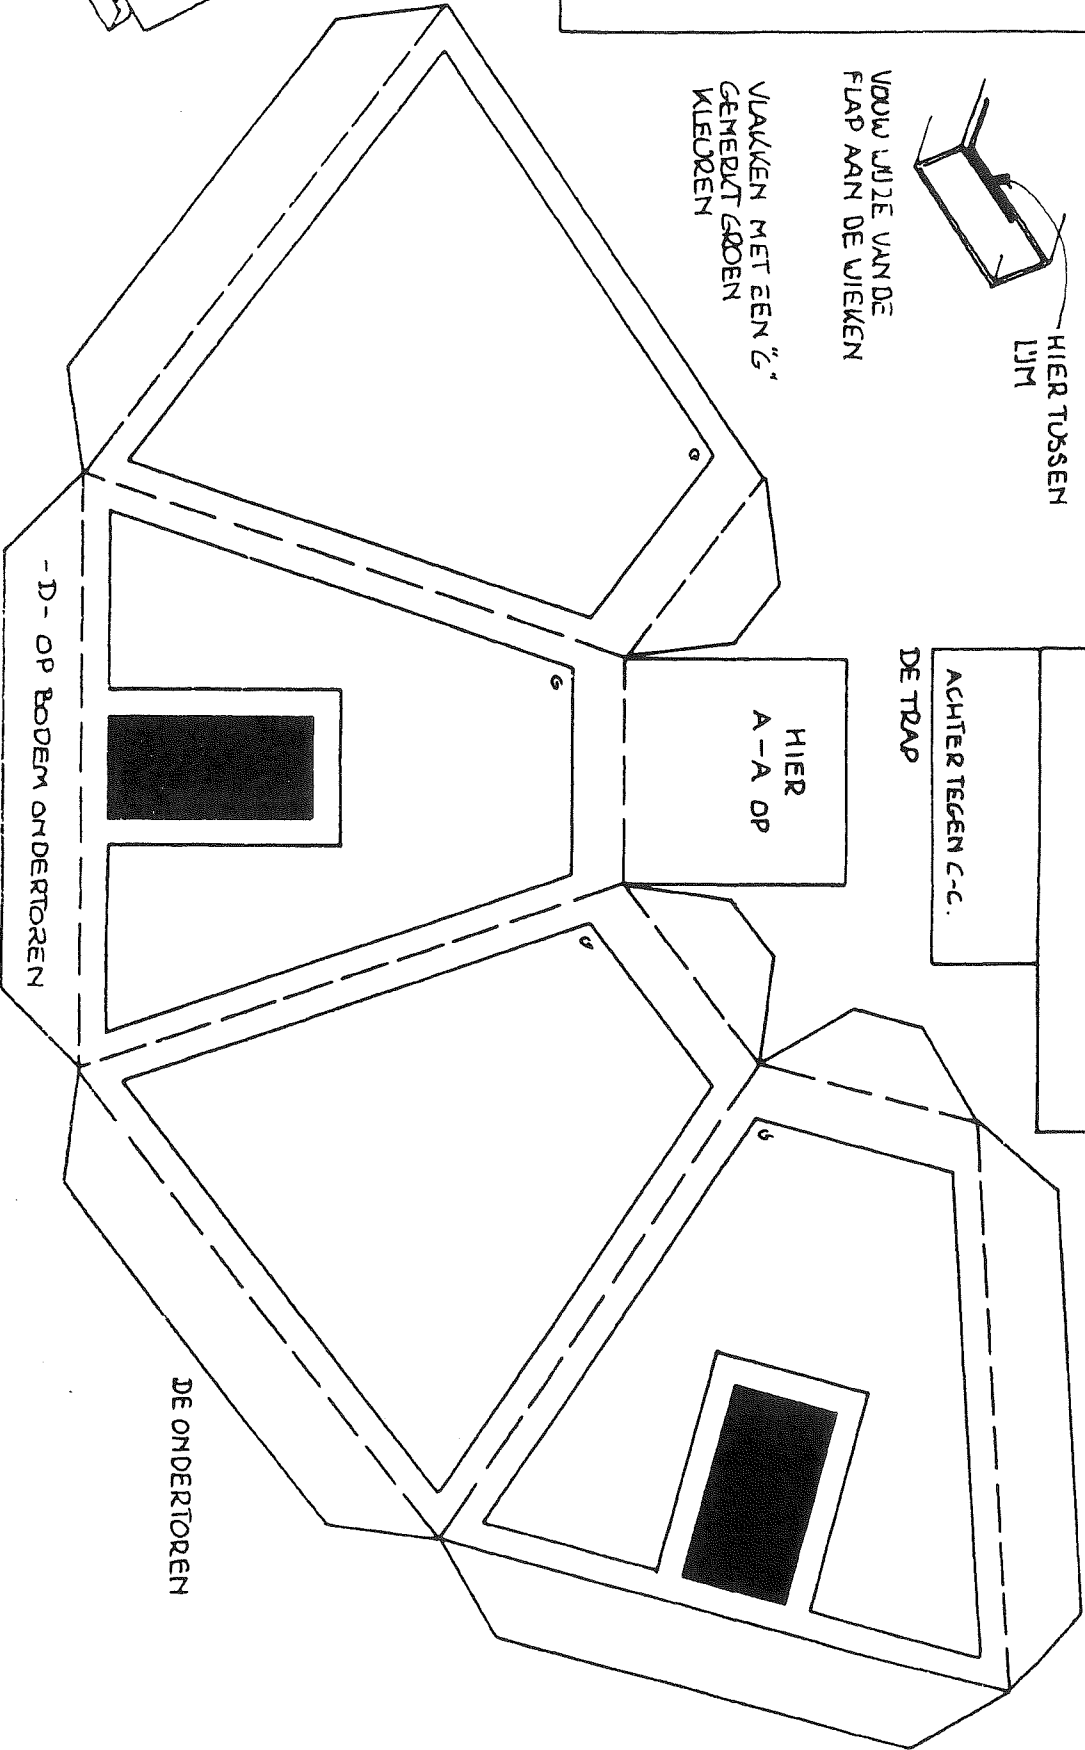 HIER TUSSEN
LIJM
VOUW WIJZE VAN DE
FLAP AAN DE WIEKEN
VLAKKEN MET EEN "G"
GEMERKT GROEN
KLEUREN
ACHTER TEGEN C-C.
DE TRAP
HIER
A-A OP
G
G
G
G
-D- OP BODEM ONDERTOREN
DE ONDERTOREN